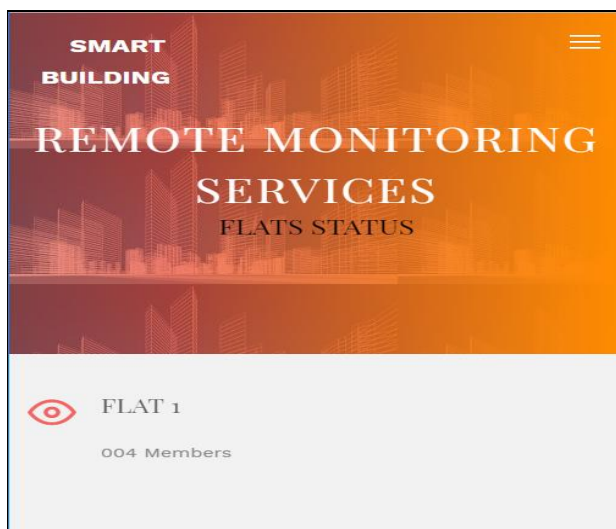 SMART
BUILDING
REMOTE MONITORING
SERVICES
FLATS STATUS
FLAT 1
004 Members